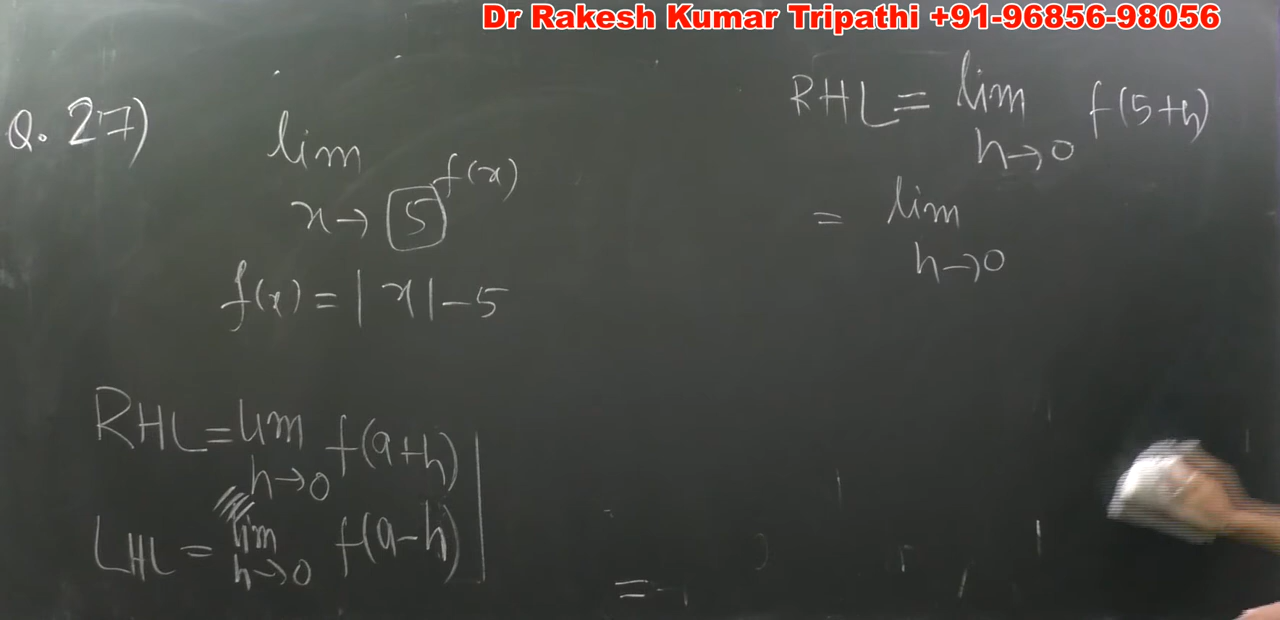 Dr Rakesh Kumar Tripathi +91-96856-98056
Q. 27)
lim
x→ 5 f(x)
f(x) = |x| - 5
RHL = lim f(a+h)
h→0
LHL = lim f(a-h)
h→0
RHL = lim f(5+h)
h→0
= lim
h→0
=